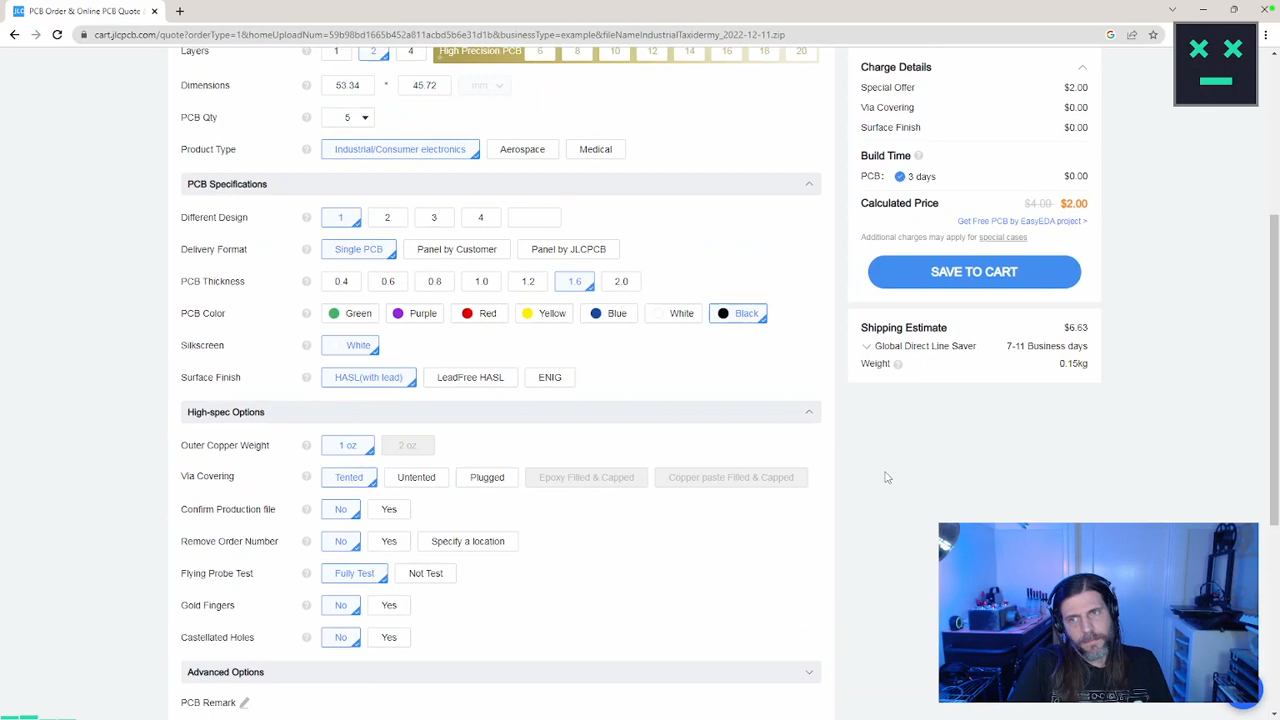 PCB Order & Online PCB Quote &
cart.jlcpcb.com/quote?orderType=1&homeUploadNum=59b98bd1665b452a811acbd5b6e3190b&businessType=example&fileNameIndustrialTaxidermy_2022-12-11.zip
Layers 1 2 4 High Precision PCB 6 8 10 12 14 16 18 20
Dimensions 53.34 * 45.72 mm
PCB Qty 5
Product Type Industrial/Consumer electronics Aerospace Medical
PCB Specifications
Different Design 1 2 3 4
Delivery Format Single PCB Panel by Customer Panel by JLCPCB
PCB Thickness 0.4 0.6 0.8 1.0 1.2 1.6 2.0
PCB Color Green Purple Red Yellow Blue White Black
Silkscreen White
Surface Finish HASL(with lead) LeadFree HASL ENIG
High-spec Options
Outer Copper Weight 1 oz 2 oz
Via Covering Tented Untented Plugged Epoxy Filled & Capped Copper paste Filled & Capped
Confirm Production file No Yes
Remove Order Number No Yes Specify a location
Flying Probe Test Fully Test Not Test
Gold Fingers No Yes
Castellated Holes No Yes
Advanced Options
PCB Remark
Charge Details
Special Offer $2.00
Via Covering $0.00
Surface Finish $0.00
Build Time
PCB: 3 days $0.00
Calculated Price $4.00 $2.00
Get Free PCB by EasyEDA project >
Additional charges may apply for special cases
SAVE TO CART
Shipping Estimate $6.63
Global Direct Line Saver 7-11 Business days
Weight 0.15kg